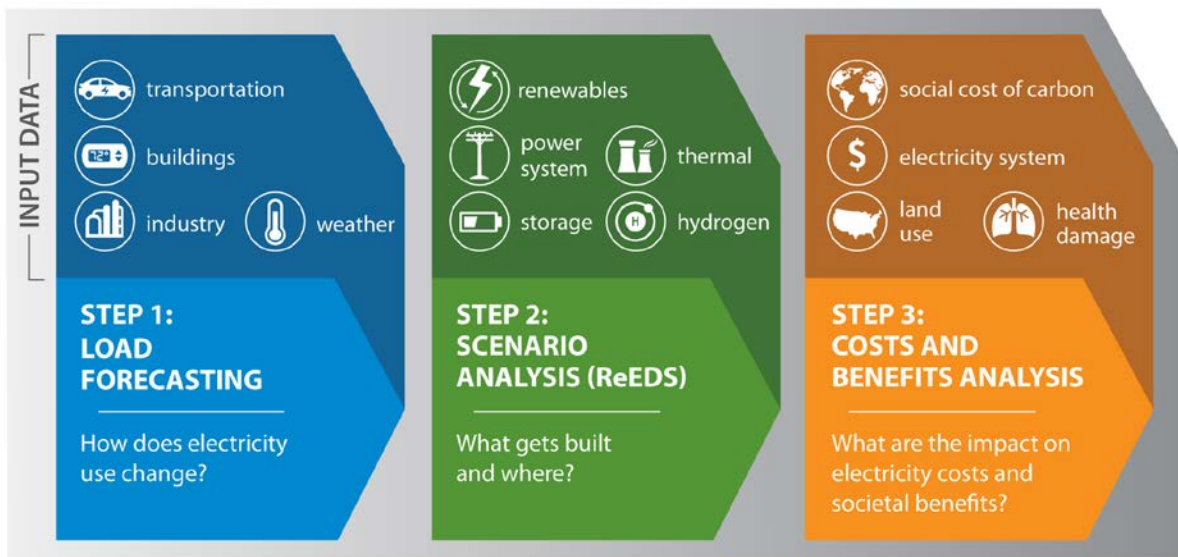 INPUT DATA
transportation
buildings
industry
weather
STEP 1:
LOAD
FORECASTING
How does electricity
use change?
renewables
power
system
thermal
storage
hydrogen
H
STEP 2:
SCENARIO
ANALYSIS (ReEDS)
What gets built
and where?
social cost of carbon
$
electricity system
land
use
health
damage
STEP 3:
COSTS AND
BENEFITS ANALYSIS
What are the impact on
electricity costs and
societal benefits?